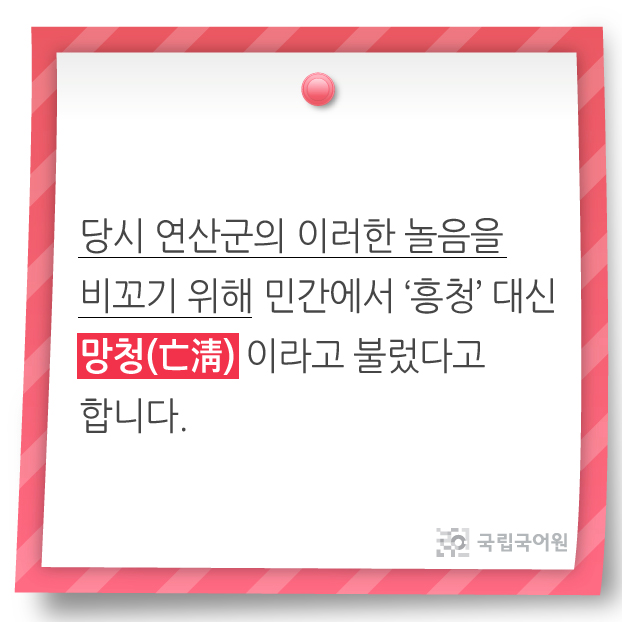 당시 연산군의 이러한 놀음을
비꼬기 위해 민간에서 ‘흥청’ 대신
망청(亡淸) 이라고 불렀다고
합니다.
국립국어원